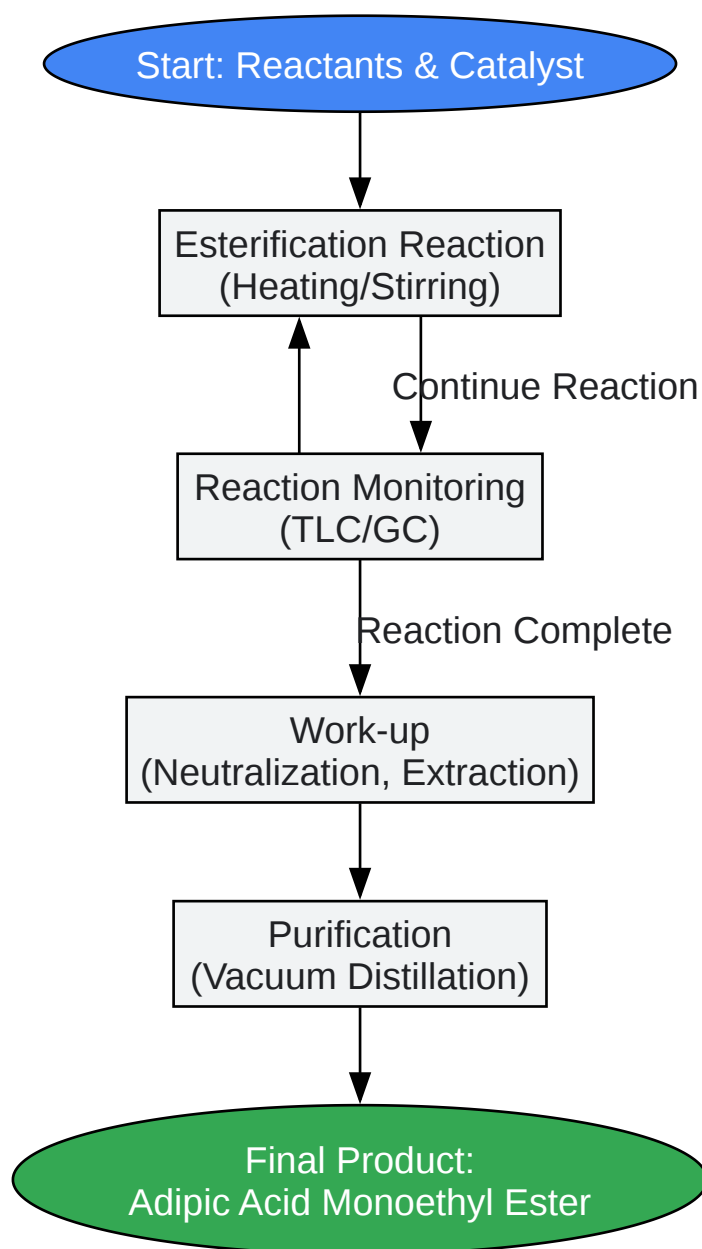 Start: Reactants & Catalyst
Esterification Reaction
(Heating/Stirring)
Continue Reaction
Reaction Monitoring
(TLC/GC)
Reaction Complete
Work-up
(Neutralization, Extraction)
Purification
(Vacuum Distillation)
Final Product:
Adipic Acid Monoethyl Ester